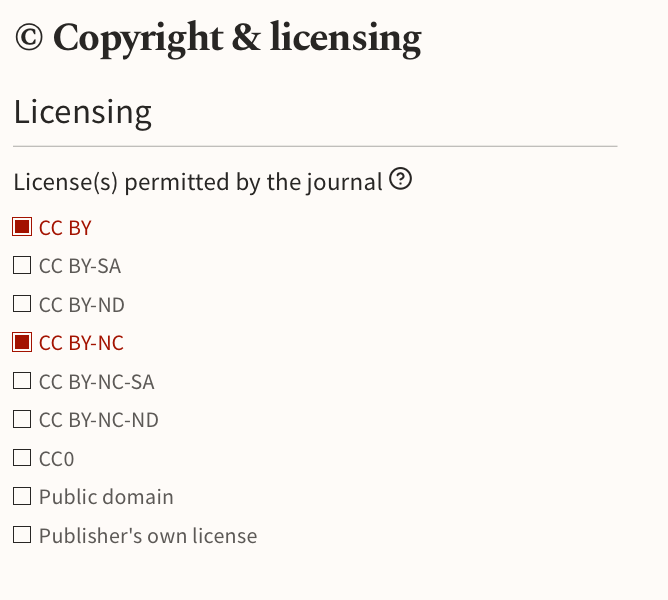 © Copyright & licensing
Licensing
License(s) permitted by the journal ?
CC BY
CC BY-SA
CC BY-ND
CC BY-NC
CC BY-NC-SA
CC BY-NC-ND
CC0
Public domain
Publisher's own license